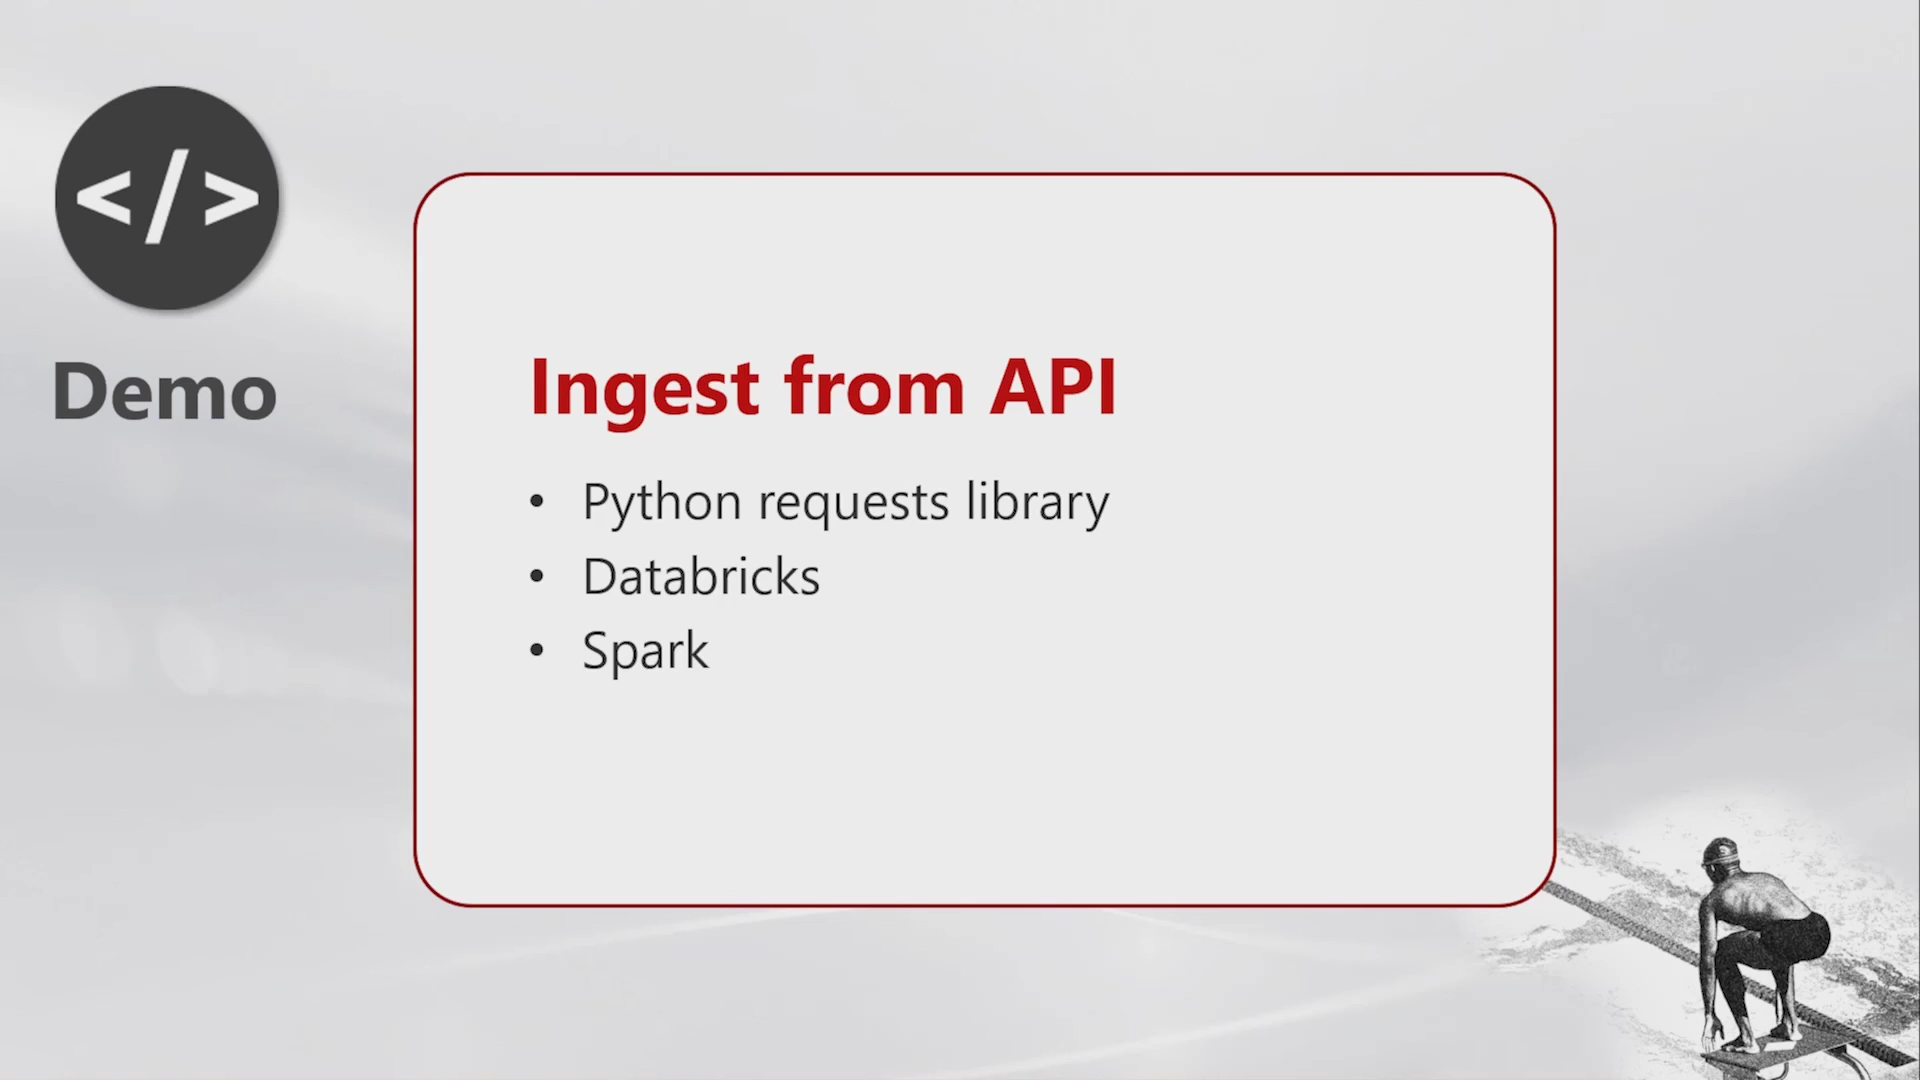 </>
Demo
Ingest from API
• Python requests library
• Databricks
• Spark